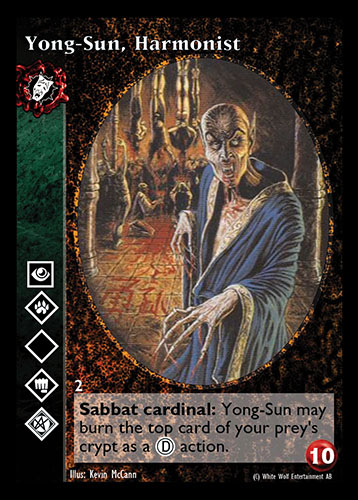 Yong-Sun, Harmonist
2
Sabbat cardinal: Yong-Sun may
burn the top card of your prey's
crypt as a Ⓓ action.
10
Illus: Kevin McCann
(C) White Wolf Entertainment AB